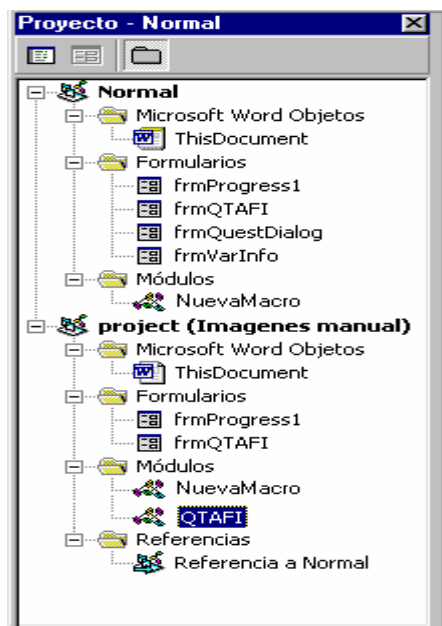 Proyecto - Normal
Normal
Microsoft Word Objetos
ThisDocument
Formularios
frmProgress1
frmQTAFI
frmQuestDialog
frmVarInfo
Módulos
NuevaMacro
project (Imagenes manual)
Microsoft Word Objetos
ThisDocument
Formularios
frmProgress1
frmQTAFI
Módulos
NuevaMacro
QTAFI
Referencias
Referencia a Normal